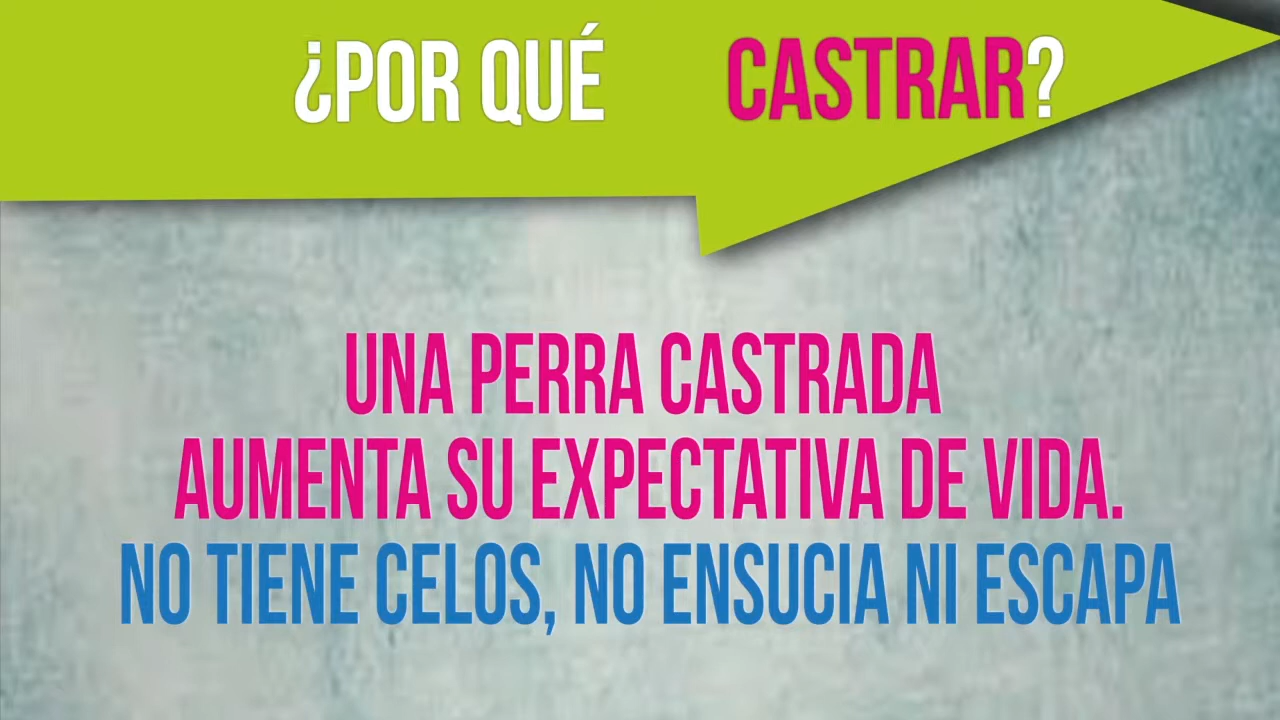 ¿POR QUÉ CASTRAR?
UNA PERRA CASTRADA
AUMENTA SU EXPECTATIVA DE VIDA.
NO TIENE CELOS, NO ENSUCIA NI ESCAPA